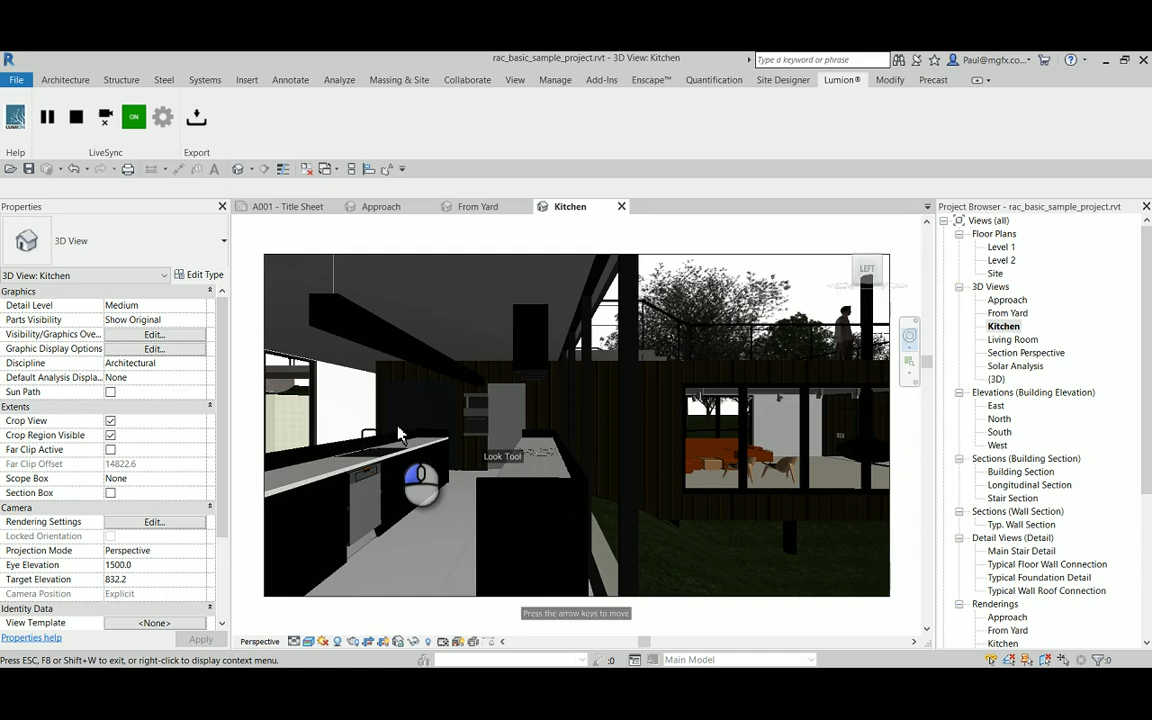 rac_basic_sample_project.rvt - 3D View: Kitchen
Type a keyword or phrase
Paul@mgfx.co...
File Architecture Structure Steel Systems Insert Annotate Analyze Massing & Site Collaborate View Manage Add-Ins Enscape™ Quantification Site Designer Lumion® Modify Precast
LUMION
ON
Help
LiveSync
Export
Properties
A001 - Title Sheet
Approach
From Yard
Kitchen
3D View
3D View: Kitchen
Edit Type
Graphics
Detail Level Medium
Parts Visibility Show Original
Visibility/Graphics Ove... Edit...
Graphic Display Options Edit...
Discipline Architectural
Default Analysis Displa... None
Sun Path
Extents
Crop View
Crop Region Visible
Far Clip Active
Far Clip Offset 14822.6
Scope Box None
Section Box
Camera
Rendering Settings Edit...
Locked Orientation
Projection Mode Perspective
Eye Elevation 1500.0
Target Elevation 832.2
Camera Position Explicit
Identity Data
View Template <None>
Properties help
Apply
LEFT
Look Tool
Press the arrow keys to move
Perspective
Project Browser - rac_basic_sample_project.rvt
Views (all)
Floor Plans
Level 1
Level 2
Site
3D Views
Approach
From Yard
Kitchen
Living Room
Section Perspective
Solar Analysis
{3D}
Elevations (Building Elevation)
East
North
South
West
Sections (Building Section)
Building Section
Longitudinal Section
Stair Section
Sections (Wall Section)
Typ. Wall Section
Detail Views (Detail)
Main Stair Detail
Typical Floor Wall Connection
Typical Foundation Detail
Typical Wall Roof Connection
Renderings
Approach
From Yard
Kitchen
Press ESC, F8 or Shift+W to exit, or right-click to display context menu.
:0
Main Model
:0